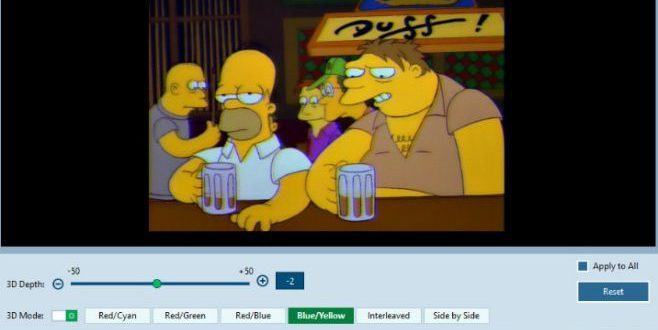 Duff!
-50
+50
3D Depth:
-2
Apply to All
Reset
3D Mode:
Red/Cyan
Red/Green
Red/Blue
Blue/Yellow
Interleaved
Side by Side